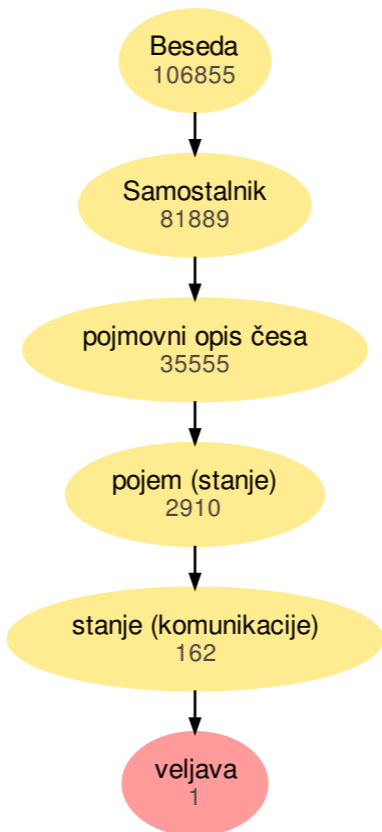 Beseda
106855
Samostalnik
81889
pojmovni opis česa
35555
pojem (stanje)
2910
stanje (komunikacije)
162
veljava
1